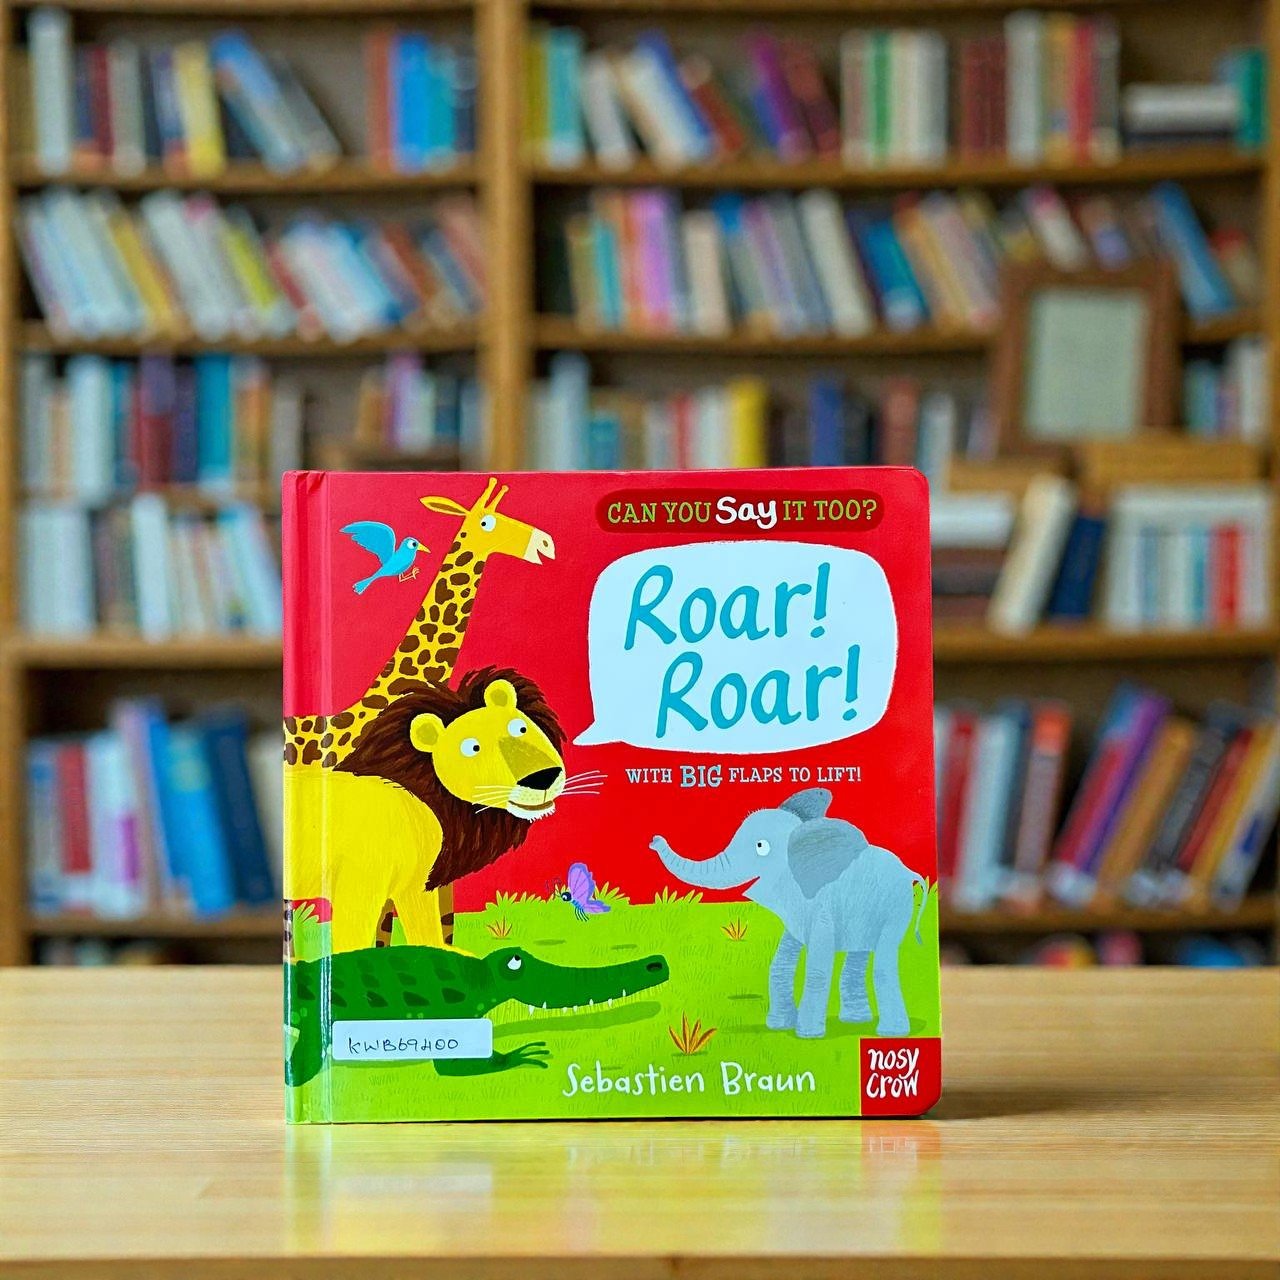 CAN YOU Say IT TOO?
Roar!
Roar!
WITH BIG FLAPS TO LIFT!
KWB69400
Sebastien Braun
nosy
crow